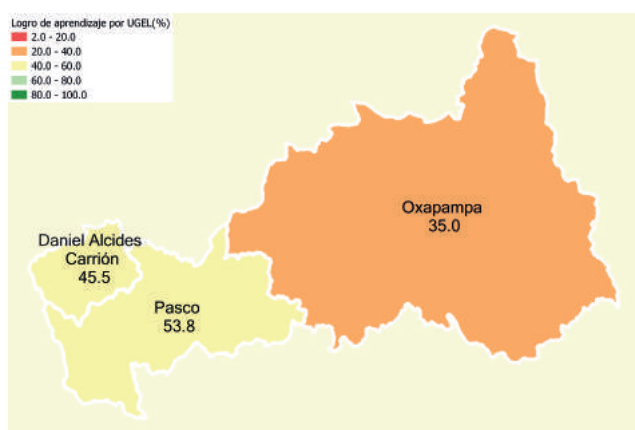 Logro de aprendizaje por UGEL(%)
2.0 - 20.0
20.0 - 40.0
40.0 - 60.0
60.0 - 80.0
80.0 - 100.0
Oxapampa
35.0
Daniel Alcides
Carrión
45.5
Pasco
53.8